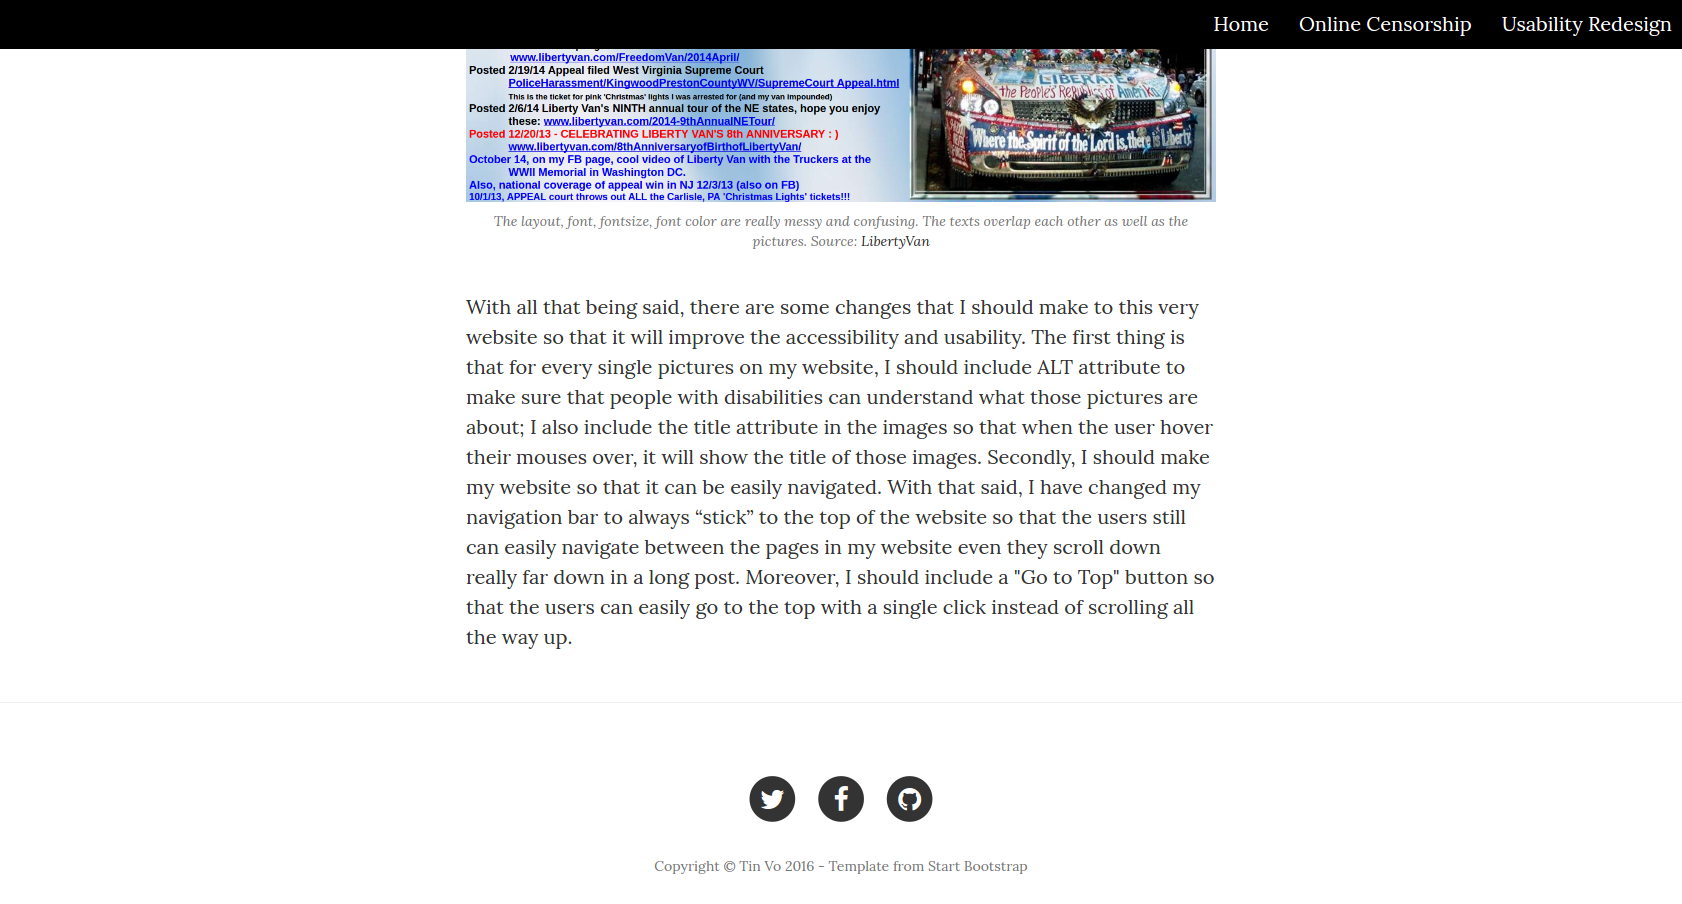 Home Online Censorship Usability Redesign
www.libertyvan.com/FreedomVan/2014April/
Posted 2/19/14 Appeal filed West Virginia Supreme Court
PoliceHarassment/KingwoodPrestonCountyWV/SupremeCourt Appeal.html
This is the ticket for pink 'Christmas' lights I was arrested for (and my van impounded)
Posted 2/6/14 Liberty Van's NINTH annual tour of the NE states, hope you enjoy
these: www.libertyvan.com/2014-9thAnnualNETour/
Posted 12/20/13 - CELEBRATING LIBERTY VAN'S 8th ANNIVERSARY : )
www.libertyvan.com/8thAnniversaryofBirthofLibertyVan/
October 14, on my FB page, cool video of Liberty Van with the Truckers at the
WWII Memorial in Washington DC.
Also, national coverage of appeal win in NJ 12/3/13 (also on FB)
10/1/13, APPEAL court throws out ALL the Carlisle, PA 'Christmas Lights' tickets!!!
LIBERATE
the People's Republic of Amerika
Where the Spirit of the Lord is, there is Liberty
The layout, font, fontsize, font color are really messy and confusing. The texts overlap each other as well as the
pictures. Source: LibertyVan
With all that being said, there are some changes that I should make to this very
website so that it will improve the accessibility and usability. The first thing is
that for every single pictures on my website, I should include ALT attribute to
make sure that people with disabilities can understand what those pictures are
about; I also include the title attribute in the images so that when the user hover
their mouses over, it will show the title of those images. Secondly, I should make
my website so that it can be easily navigated. With that said, I have changed my
navigation bar to always “stick” to the top of the website so that the users still
can easily navigate between the pages in my website even they scroll down
really far down in a long post. Moreover, I should include a "Go to Top" button so
that the users can easily go to the top with a single click instead of scrolling all
the way up.
Copyright © Tin Vo 2016 - Template from Start Bootstrap